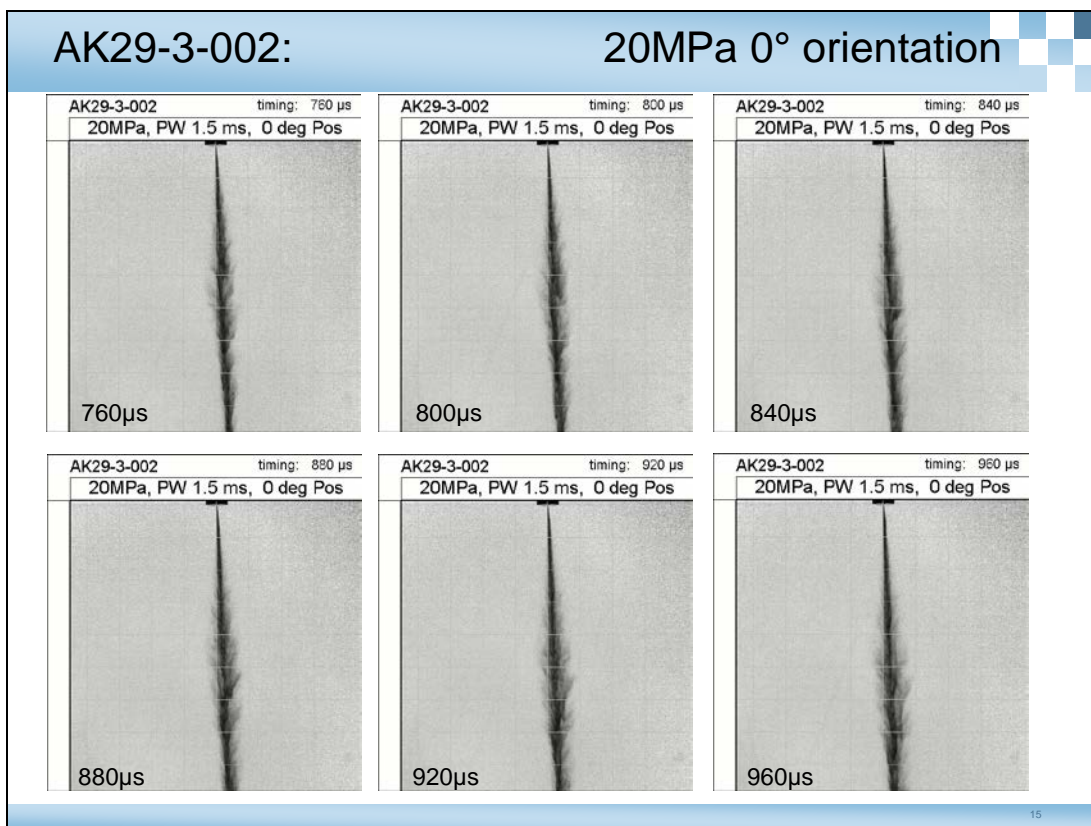 AK29-3-002: 20MPa 0° orientation
AK29-3-002 timing: 760 µs
20MPa, PW 1.5 ms, 0 deg Pos
760µs
AK29-3-002 timing: 800 µs
20MPa, PW 1.5 ms, 0 deg Pos
800µs
AK29-3-002 timing: 840 µs
20MPa, PW 1.5 ms, 0 deg Pos
840µs
AK29-3-002 timing: 880 µs
20MPa, PW 1.5 ms, 0 deg Pos
880µs
AK29-3-002 timing: 920 µs
20MPa, PW 1.5 ms, 0 deg Pos
920µs
AK29-3-002 timing: 960 µs
20MPa, PW 1.5 ms, 0 deg Pos
960µs
15